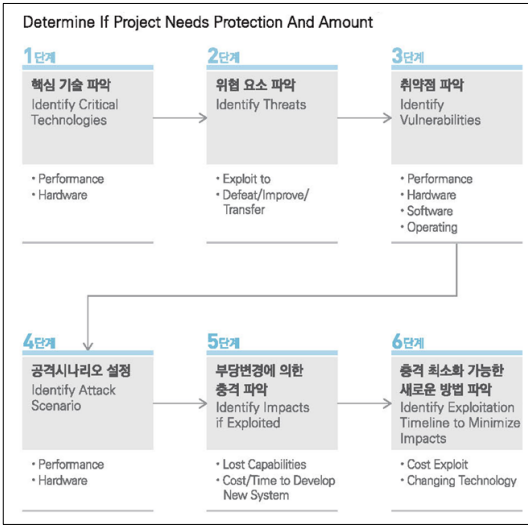 Determine If Project Needs Protection And Amount
1단계
핵심 기술 파악
Identify Critical
Technologies
• Performance
• Hardware
2단계
위협 요소 파악
Identify Threats
• Exploit to
• Defeat/Improve/
Transfer
3단계
취약점 파악
Identify
Vulnerabilities
• Performance
• Hardware
• Software
• Operating
4단계
공격시나리오 설정
Identify Attack
Scenario
• Performance
• Hardware
5단계
부당변경에 의한
충격 파악
Identify Impacts
if Exploited
• Lost Capabilities
• Cost/Time to Develop
New System
6단계
충격 최소화 가능한
새로운 방법 파악
Identify Exploitation
Timeline to Minimize
Impacts
• Cost Exploit
• Changing Technology